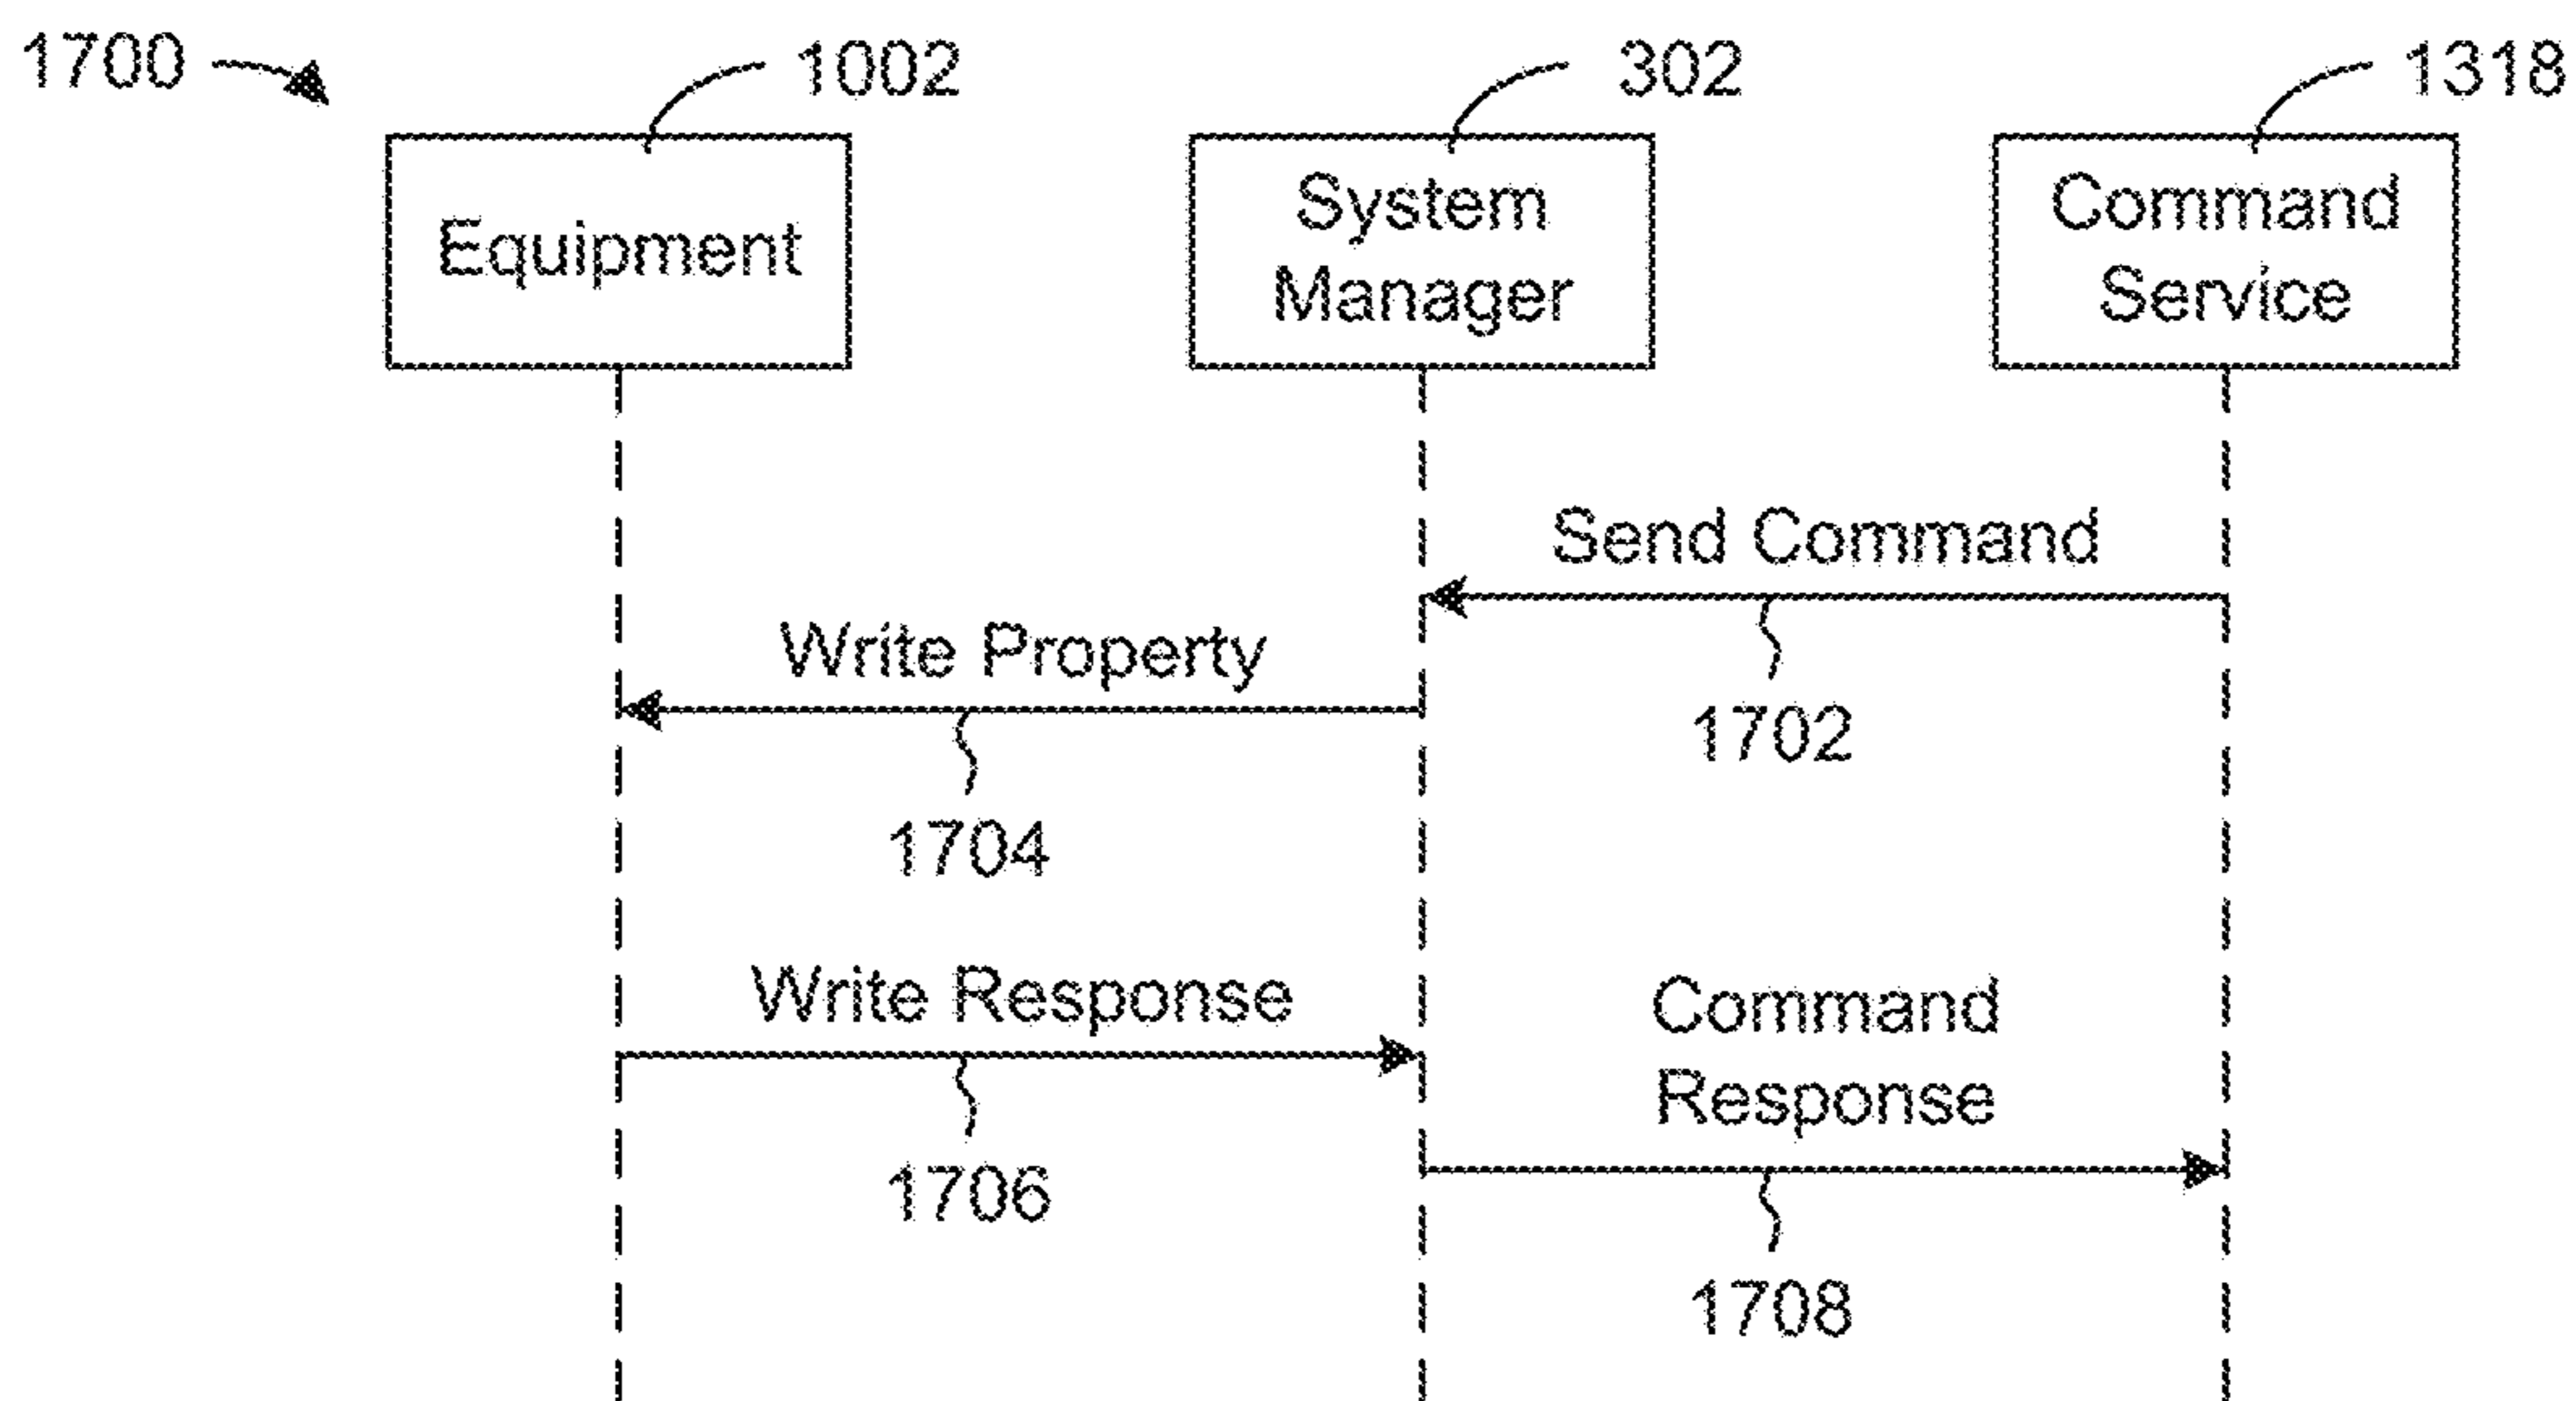 1700
1002
302
1318
Equipment
System
Manager
Command
Service
Send Command
1702
Write Property
1704
Write Response
1706
Command
Response
1708